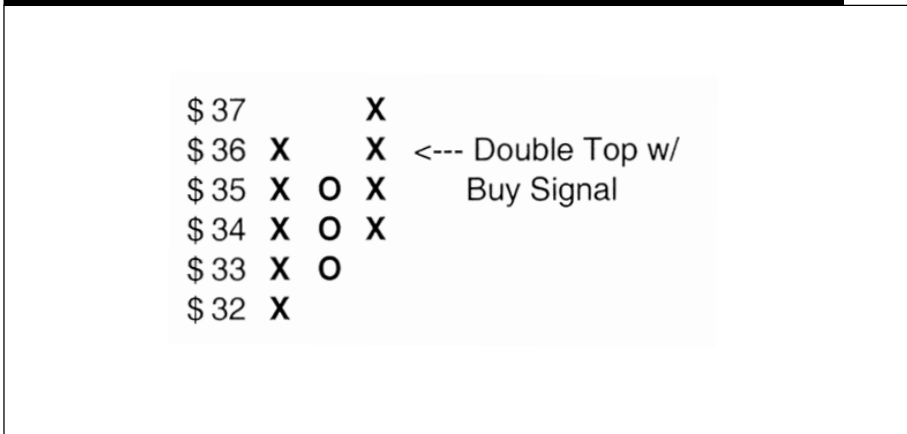 $ 37 X
$ 36 X X <--- Double Top w/
$ 35 X O X Buy Signal
$ 34 X O X
$ 33 X O
$ 32 X